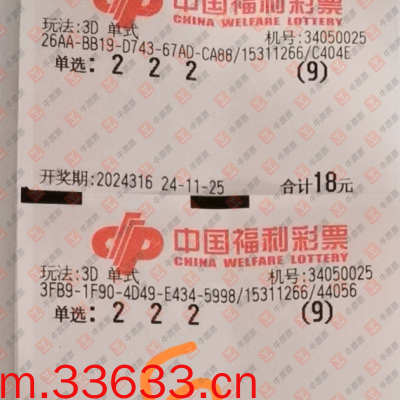 中国福利彩票
CHINA WELFARE LOTTERY
玩法:3D 单式 机号:34050025
26AA-BB19-D743-67AD-CA88/15311266/C404E
单选: 2 2 2 (9)
开奖期:2024316 24-11-25 合计18元
中国福利彩票
CHINA WELFARE LOTTERY
玩法:3D 单式 机号:34050025
3FB9-1F90-4D49-E434-5998/15311266/44056
单选: 2 2 2 (9)
m.33633.cn